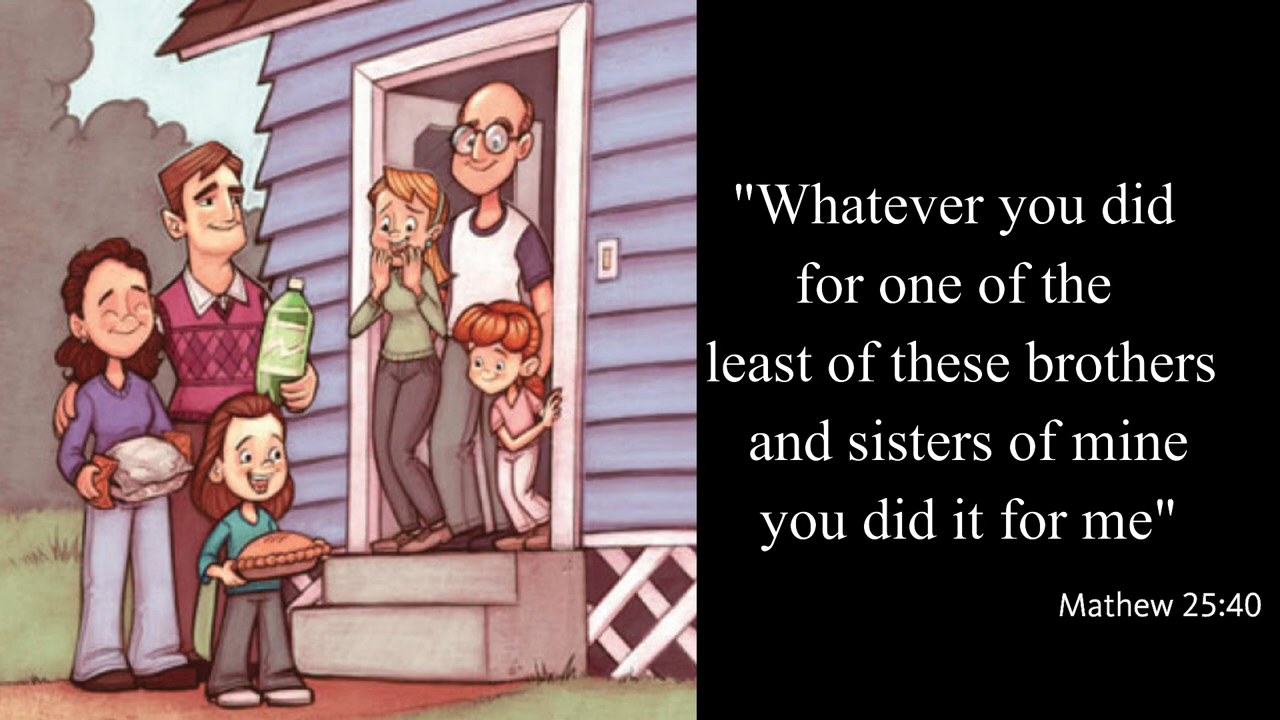 "Whatever you did
for one of the
least of these brothers
and sisters of mine
you did it for me"
Mathew 25:40